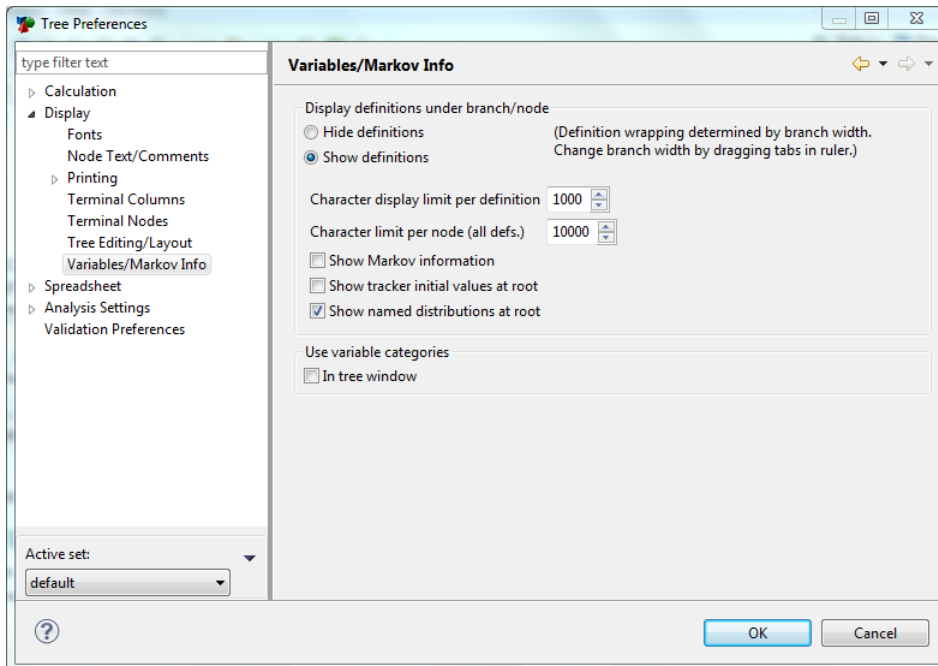 Tree Preferences
type filter text
Calculation
Display
Fonts
Node Text/Comments
Printing
Terminal Columns
Terminal Nodes
Tree Editing/Layout
Variables/Markov Info
Spreadsheet
Analysis Settings
Validation Preferences
Active set:
default
Variables/Markov Info
Display definitions under branch/node
Hide definitions
Show definitions
(Definition wrapping determined by branch width.
Change branch width by dragging tabs in ruler.)
Character display limit per definition 1000
Character limit per node (all defs.) 10000
Show Markov information
Show tracker initial values at root
Show named distributions at root
Use variable categories
In tree window
?
OK
Cancel